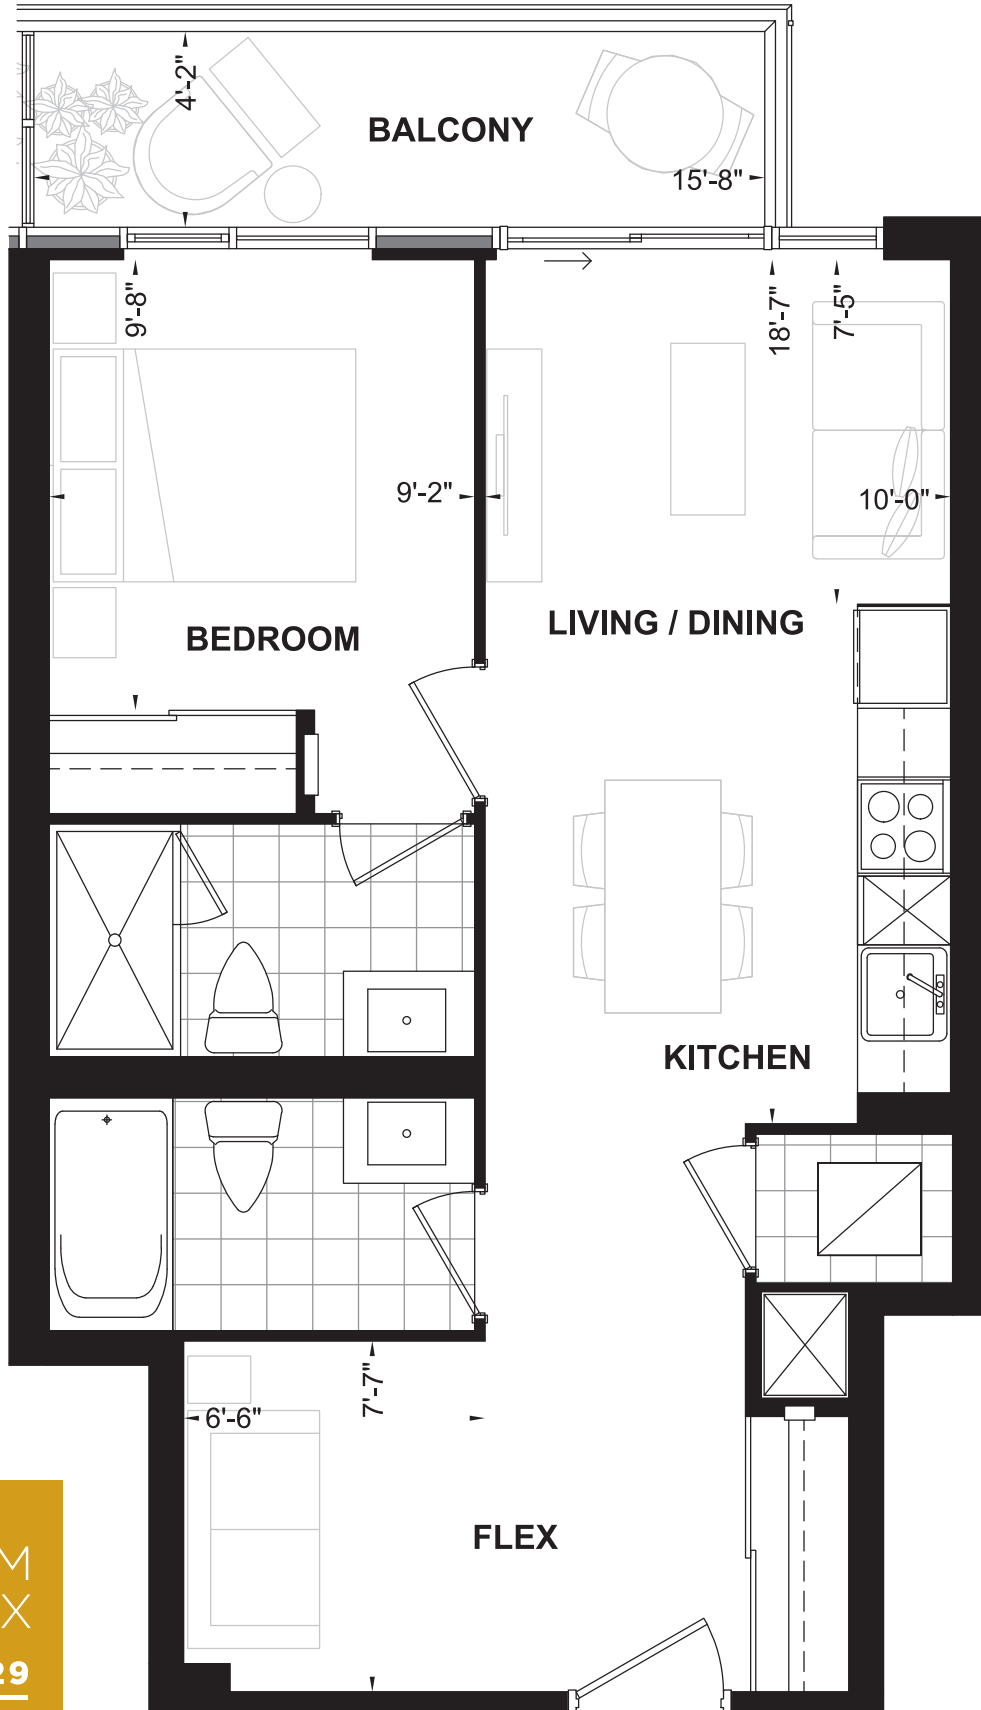 4'-2"
BALCONY
15'-8"
9'-8"
18'-7"
7'-5"
9'-2"
10'-0"
BEDROOM
LIVING / DINING
KITCHEN
7'-7"
6'-6"
FLEX
M
X
29